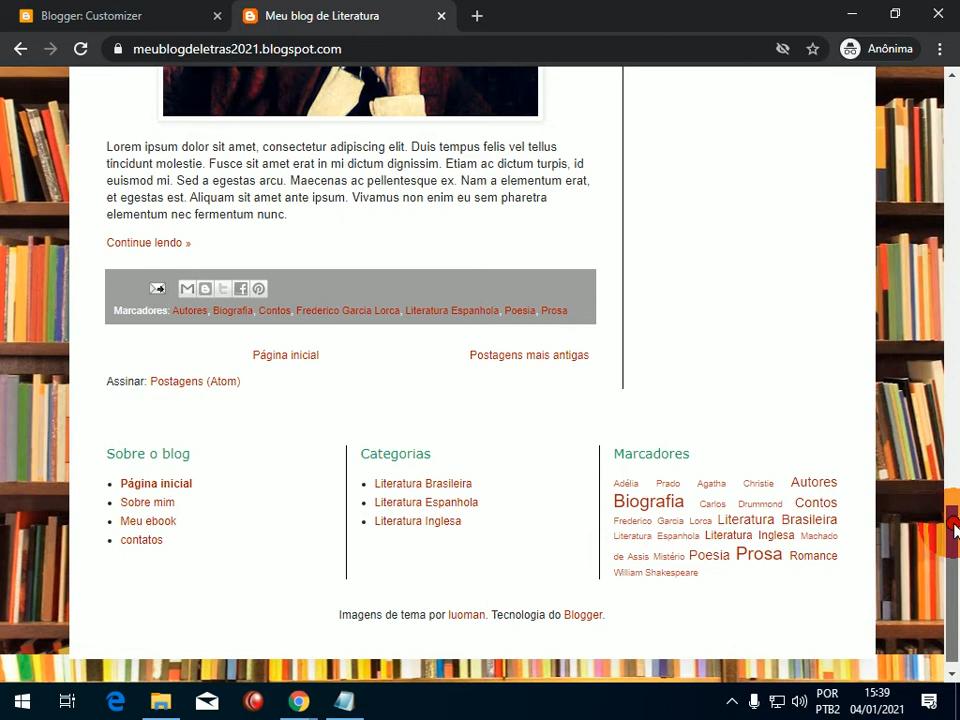 Blogger: Customizer
Meu blog de Literatura
meublogdeletras2021.blogspot.com
Anônima
Lorem ipsum dolor sit amet, consectetur adipiscing elit. Duis tempus felis vel tellus
tincidunt molestie. Fusce sit amet erat in mi dictum dignissim. Etiam ac dictum turpis, id
euismod mi. Sed a egestas arcu. Maecenas ac pellentesque ex. Nam a elementum erat,
et egestas est. Aliquam sit amet ante ipsum. Vivamus non enim eu sem pharetra
elementum nec fermentum nunc.
Continue lendo »
Marcadores: Autores, Biografia, Contos, Frederico Garcia Lorca, Literatura Espanhola, Poesia, Prosa
Página inicial
Postagens mais antigas
Assinar: Postagens (Atom)
Sobre o blog
Página inicial
Sobre mim
Meu ebook
contatos
Categorias
Literatura Brasileira
Literatura Espanhola
Literatura Inglesa
Marcadores
Adélia Prado Agatha Christie Autores
Biografia Carlos Drummond Contos
Frederico Garcia Lorca Literatura Brasileira
Literatura Espanhola Literatura Inglesa Machado
de Assis Mistério Poesia Prosa Romance
William Shakespeare
Imagens de tema por luoman. Tecnologia do Blogger.
POR
PTB2
15:39
04/01/2021